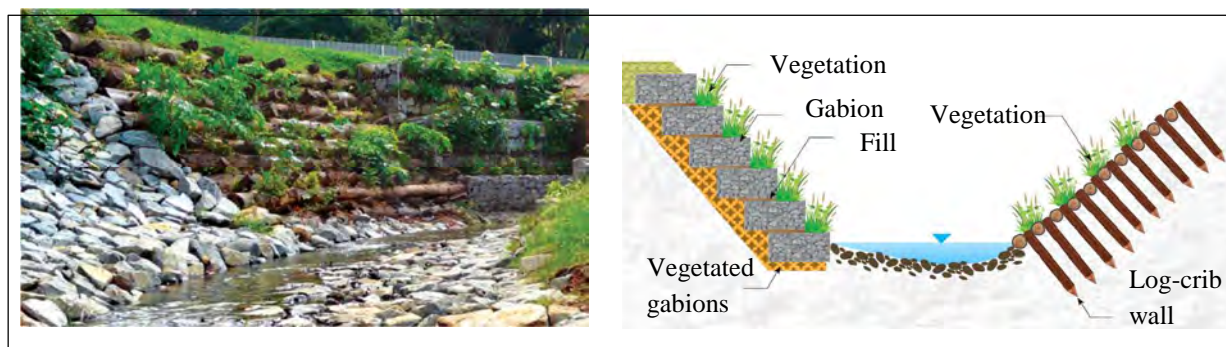 Vegetation
Gabion
Fill
Vegetation
Vegetated
gabions
Log-crib
wall